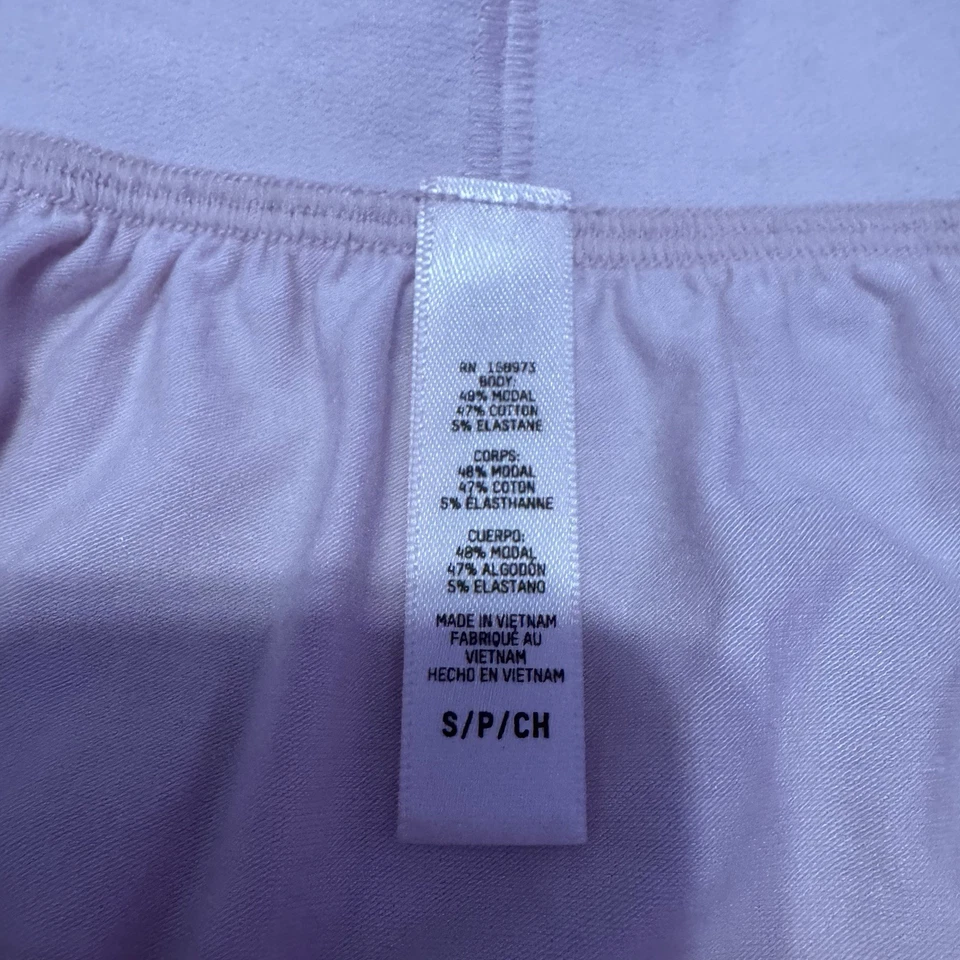 RN 158973
BODY:
48% MODAL
47% COTTON
5% ELASTANE
CORPS:
48% MODAL
47% COTON
5% ÉLASTHANNE
CUERPO:
48% MODAL
47% ALGODÓN
5% ELASTANO
MADE IN VIETNAM
FABRIQUÉ AU
VIETNAM
HECHO EN VIETNAM
S/P/CH